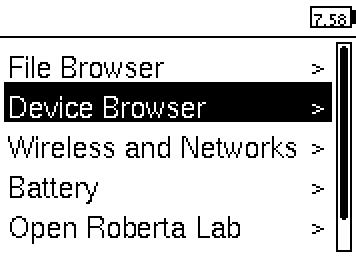 7.58
File Browser >
Device Browser >
Wireless and Networks >
Battery >
Open Roberta Lab >